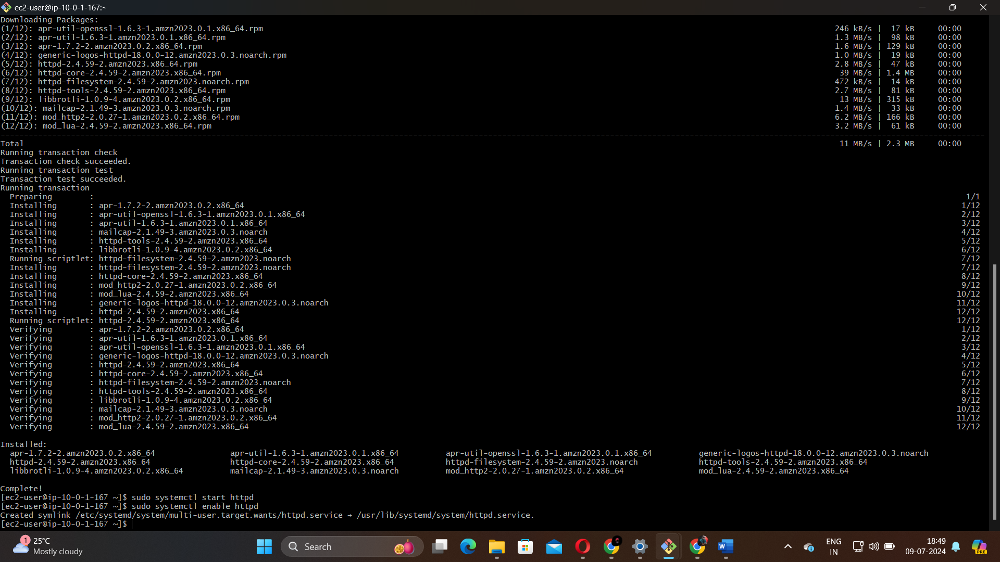 ec2-user@ip-10-0-1-167:~
Downloading Packages:
(1/12): apr-util-openssl-1.6.3-1.amzn2023.0.1.x86_64.rpm 246 kB/s | 17 kB 00:00
(2/12): apr-util-1.6.3-1.amzn2023.0.1.x86_64.rpm 1.3 MB/s | 98 kB 00:00
(3/12): apr-1.7.2-2.amzn2023.0.2.x86_64.rpm 1.6 MB/s | 129 kB 00:00
(4/12): generic-logos-httpd-18.0.0-12.amzn2023.0.3.noarch.rpm 1.0 MB/s | 19 kB 00:00
(5/12): httpd-2.4.59-2.amzn2023.x86_64.rpm 2.8 MB/s | 47 kB 00:00
(6/12): httpd-core-2.4.59-2.amzn2023.x86_64.rpm 39 MB/s | 1.4 MB 00:00
(7/12): httpd-filesystem-2.4.59-2.amzn2023.noarch.rpm 472 kB/s | 14 kB 00:00
(8/12): httpd-tools-2.4.59-2.amzn2023.x86_64.rpm 2.7 MB/s | 81 kB 00:00
(9/12): libbrotli-1.0.9-4.amzn2023.0.2.x86_64.rpm 13 MB/s | 315 kB 00:00
(10/12): mailcap-2.1.49-3.amzn2023.0.3.noarch.rpm 1.4 MB/s | 33 kB 00:00
(11/12): mod_http2-2.0.27-1.amzn2023.0.2.x86_64.rpm 6.2 MB/s | 166 kB 00:00
(12/12): mod_lua-2.4.59-2.amzn2023.x86_64.rpm 3.2 MB/s | 61 kB 00:00
--------------------------------------------------------------------------------
Total 11 MB/s | 2.3 MB 00:00
Running transaction check
Transaction check succeeded.
Running transaction test
Transaction test succeeded.
Running transaction
Preparing : 1/1
Installing : apr-1.7.2-2.amzn2023.0.2.x86_64 1/12
Installing : apr-util-openssl-1.6.3-1.amzn2023.0.1.x86_64 2/12
Installing : apr-util-1.6.3-1.amzn2023.0.1.x86_64 3/12
Installing : mailcap-2.1.49-3.amzn2023.0.3.noarch 4/12
Installing : httpd-tools-2.4.59-2.amzn2023.x86_64 5/12
Installing : libbrotli-1.0.9-4.amzn2023.0.2.x86_64 6/12
Running scriptlet: httpd-filesystem-2.4.59-2.amzn2023.noarch 7/12
Installing : httpd-filesystem-2.4.59-2.amzn2023.noarch 7/12
Installing : httpd-core-2.4.59-2.amzn2023.x86_64 8/12
Installing : mod_http2-2.0.27-1.amzn2023.0.2.x86_64 9/12
Installing : mod_lua-2.4.59-2.amzn2023.x86_64 10/12
Installing : generic-logos-httpd-18.0.0-12.amzn2023.0.3.noarch 11/12
Installing : httpd-2.4.59-2.amzn2023.x86_64 12/12
Running scriptlet: httpd-2.4.59-2.amzn2023.x86_64 12/12
Verifying : apr-1.7.2-2.amzn2023.0.2.x86_64 1/12
Verifying : apr-util-1.6.3-1.amzn2023.0.1.x86_64 2/12
Verifying : apr-util-openssl-1.6.3-1.amzn2023.0.1.x86_64 3/12
Verifying : generic-logos-httpd-18.0.0-12.amzn2023.0.3.noarch 4/12
Verifying : httpd-2.4.59-2.amzn2023.x86_64 5/12
Verifying : httpd-core-2.4.59-2.amzn2023.x86_64 6/12
Verifying : httpd-filesystem-2.4.59-2.amzn2023.noarch 7/12
Verifying : httpd-tools-2.4.59-2.amzn2023.x86_64 8/12
Verifying : libbrotli-1.0.9-4.amzn2023.0.2.x86_64 9/12
Verifying : mailcap-2.1.49-3.amzn2023.0.3.noarch 10/12
Verifying : mod_http2-2.0.27-1.amzn2023.0.2.x86_64 11/12
Verifying : mod_lua-2.4.59-2.amzn2023.x86_64 12/12
Installed:
apr-1.7.2-2.amzn2023.0.2.x86_64 apr-util-1.6.3-1.amzn2023.0.1.x86_64 apr-util-openssl-1.6.3-1.amzn2023.0.1.x86_64 generic-logos-httpd-18.0.0-12.amzn2023.0.3.noarch
httpd-2.4.59-2.amzn2023.x86_64 httpd-core-2.4.59-2.amzn2023.x86_64 httpd-filesystem-2.4.59-2.amzn2023.noarch httpd-tools-2.4.59-2.amzn2023.x86_64
libbrotli-1.0.9-4.amzn2023.0.2.x86_64 mailcap-2.1.49-3.amzn2023.0.3.noarch mod_http2-2.0.27-1.amzn2023.0.2.x86_64 mod_lua-2.4.59-2.amzn2023.x86_64
Complete!
[ec2-user@ip-10-0-1-167 ~]$ sudo systemctl start httpd
[ec2-user@ip-10-0-1-167 ~]$ sudo systemctl enable httpd
Created symlink /etc/systemd/system/multi-user.target.wants/httpd.service → /usr/lib/systemd/system/httpd.service.
[ec2-user@ip-10-0-1-167 ~]$
1
25°C
Mostly cloudy
Search
W
ENG
IN
18:49
09-07-2024
PRE